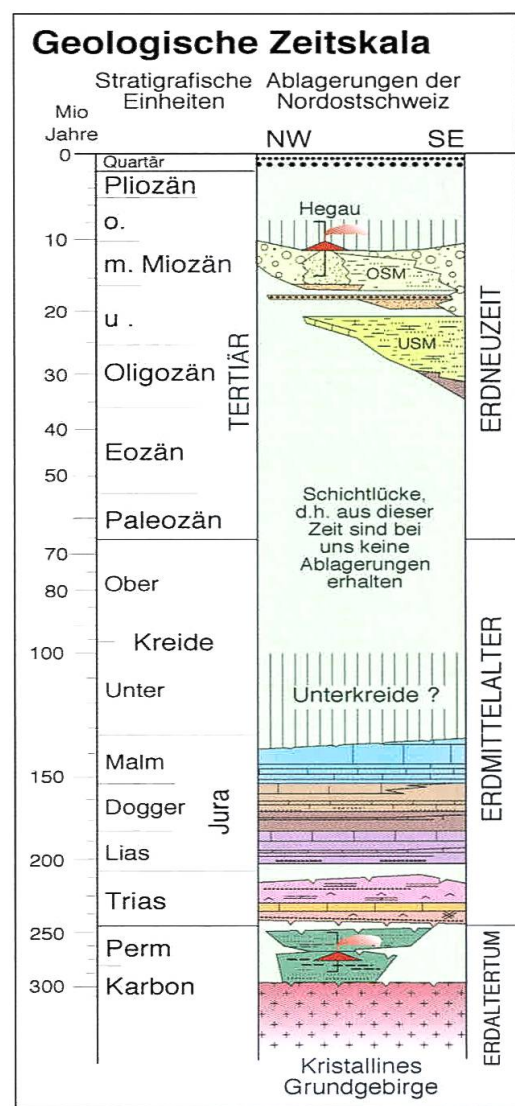 Geologische Zeitskala
Stratigrafische
Einheiten
Ablagerungen der
Nordostschweiz
Mio
Jahre
NW
SE
0
Quartär
Pliozän
o.
Hegau
10
m. Miozän
OSM
20
u .
USM
30
Oligozän
TERTIÄR
ERDNEUZEIT
40
Eozän
50
Schichtlücke,
d.h. aus dieser
Zeit sind bei
uns keine
Ablagerungen
erhalten
Paleozän
70
80
Ober
Kreide
100
Unter
Unterkreide ?
ERDMITTELALTER
Malm
150
Dogger
Jura
Lias
200
Trias
250
Perm
300
Karbon
ERDALTERTUM
Kristallines
Grundgebirge